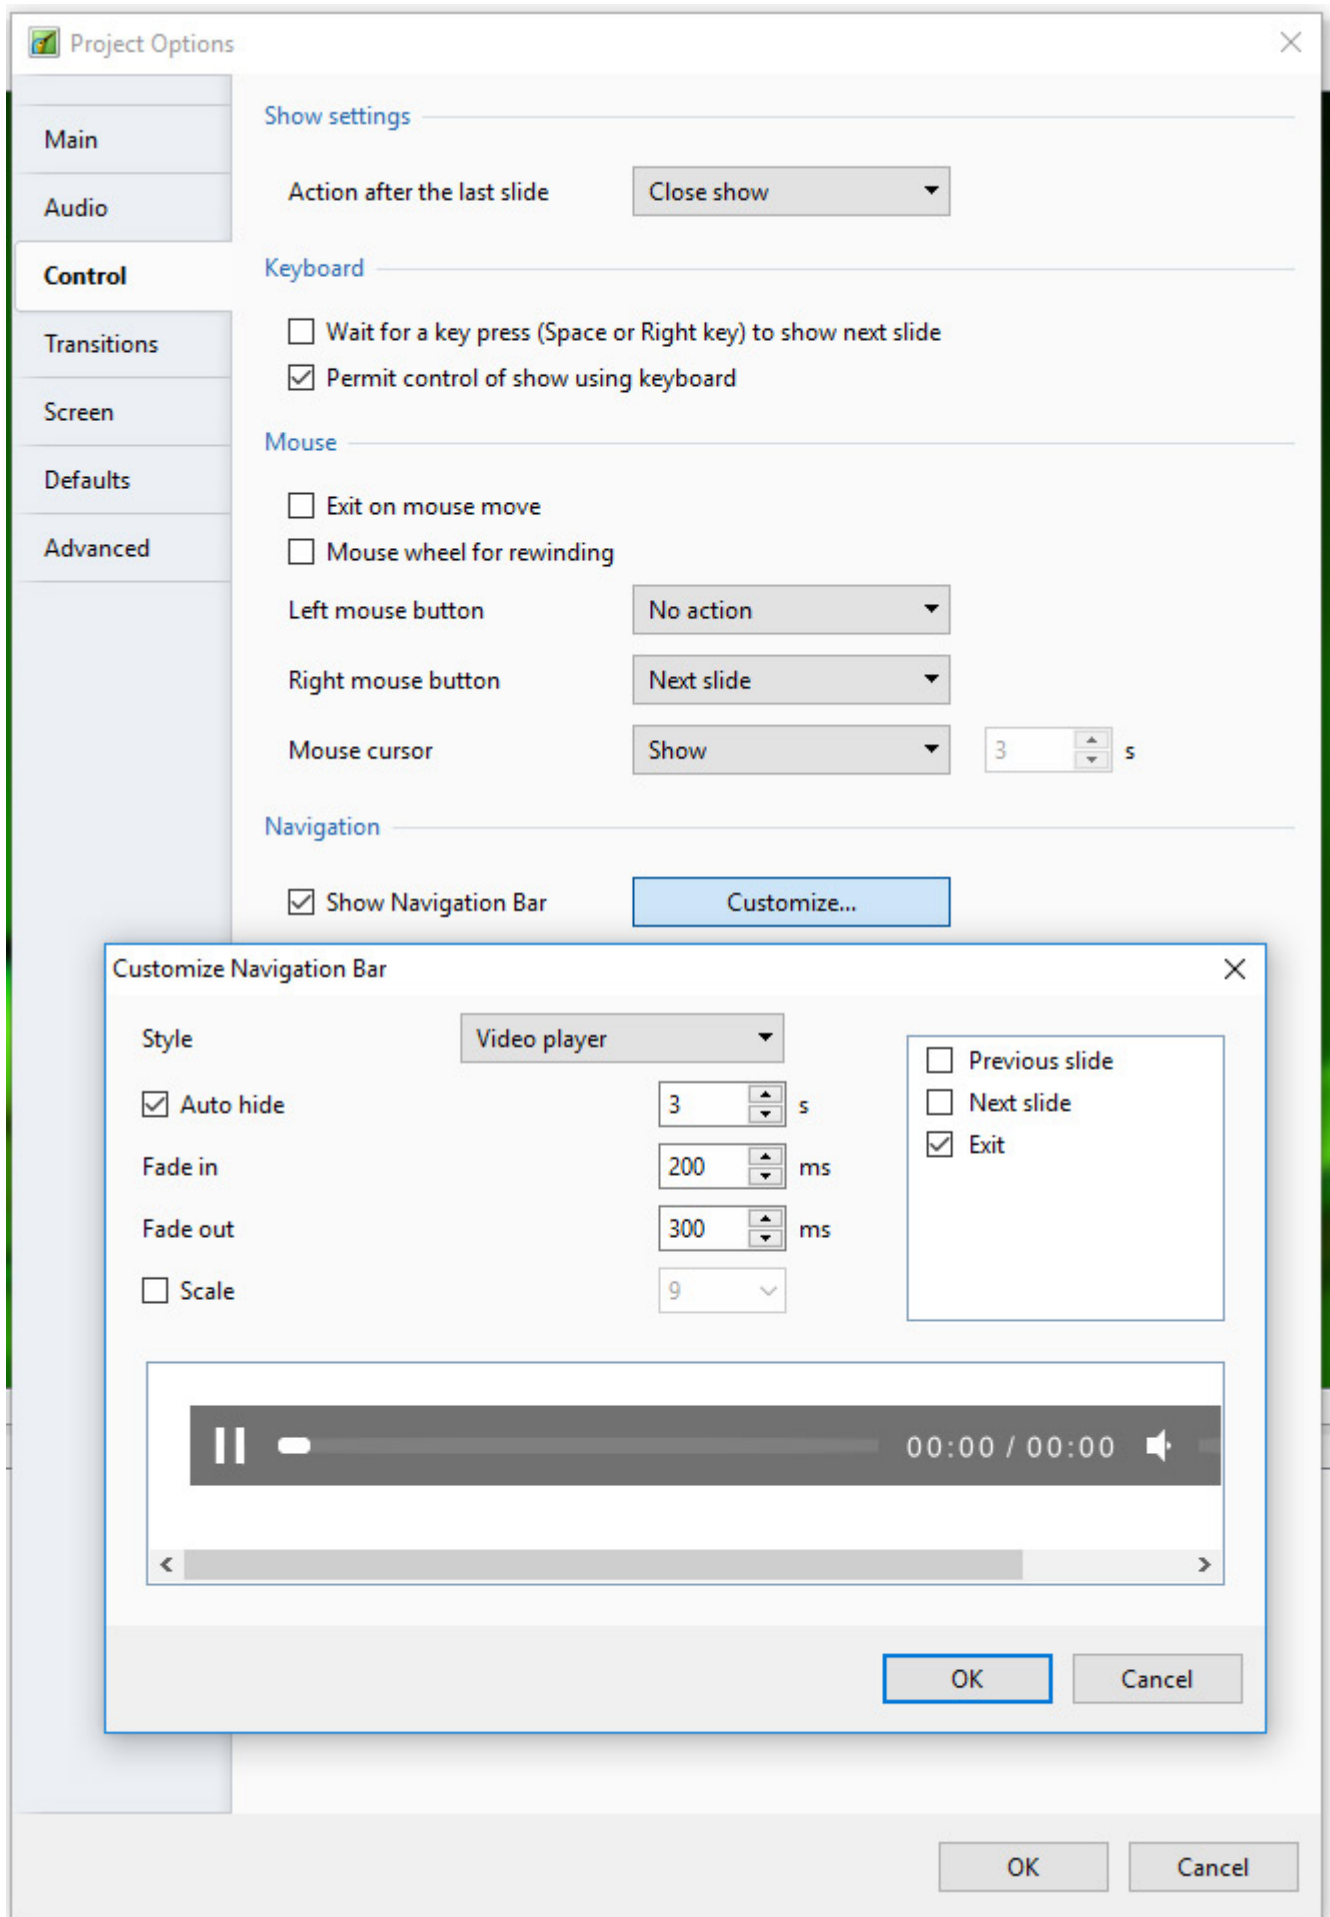 Project Options
Main
Audio
Control
Transitions
Screen
Defaults
Advanced
Show settings
Action after the last slide Close show
Keyboard
Wait for a key press (Space or Right key) to show next slide
Permit control of show using keyboard
Mouse
Exit on mouse move
Mouse wheel for rewinding
Left mouse button No action
Right mouse button Next slide
Mouse cursor Show 3 s
Navigation
Show Navigation Bar Customize...
Customize Navigation Bar
Style Video player
Auto hide 3 s
Fade in 200 ms
Fade out 300 ms
Scale 9
Previous slide
Next slide
Exit
00:00 / 00:00
OK Cancel
OK Cancel